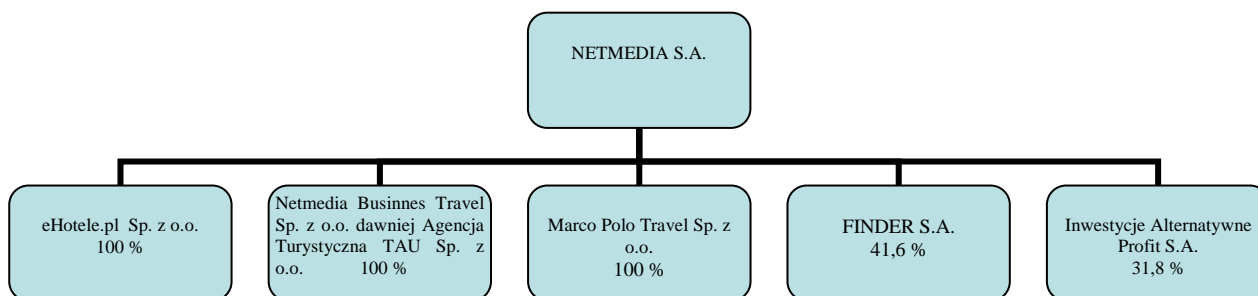 NETMEDIA S.A.
eHotele.pl Sp. z o.o.
100 %
Netmedia Businnes Travel
Sp. z o.o. dawniej Agencja
Turystyczna TAU Sp. z
o.o. 100 %
Marco Polo Travel Sp. z
o.o.
100 %
FINDER S.A.
41,6 %
Inwestycje Alternatywne
Profit S.A.
31,8 %